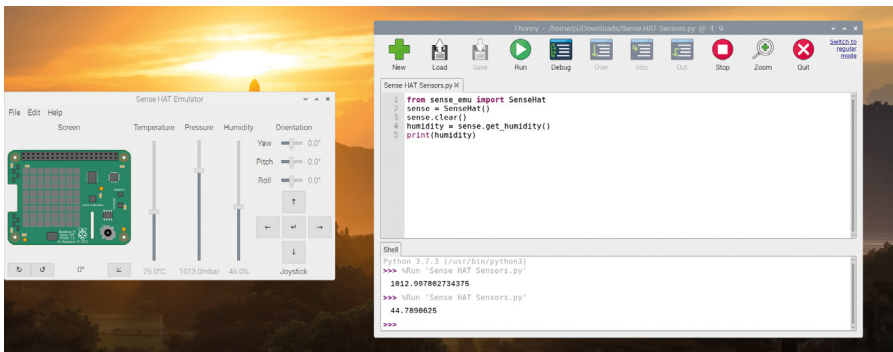 Sense HAT Emulator
File Edit Help
Screen Temperature Pressure Humidity Orientation
Yaw 0.0°
Pitch 0.0°
Roll 0.0°
↑
← ↵ →
↓
↻ ↺ 0° 25.0°C 1013.0mbar 45.0% Joystick
Thonny - /home/pi/Downloads/Sense HAT Sensors.py @ 4 : 9
New Load Save Run Debug Over Into Out Stop Zoom Quit
Switch to
regular
mode
Sense HAT Sensors.py ×
1 from sense_emu import SenseHat
2 sense = SenseHat()
3 sense.clear()
4 humidity = sense.get_humidity()
5 print(humidity)
Shell
Python 3.7.3 (/usr/bin/python3)
>>> %Run 'Sense HAT Sensors.py'
1012.997802734375
>>> %Run 'Sense HAT Sensors.py'
44.7890625
>>>